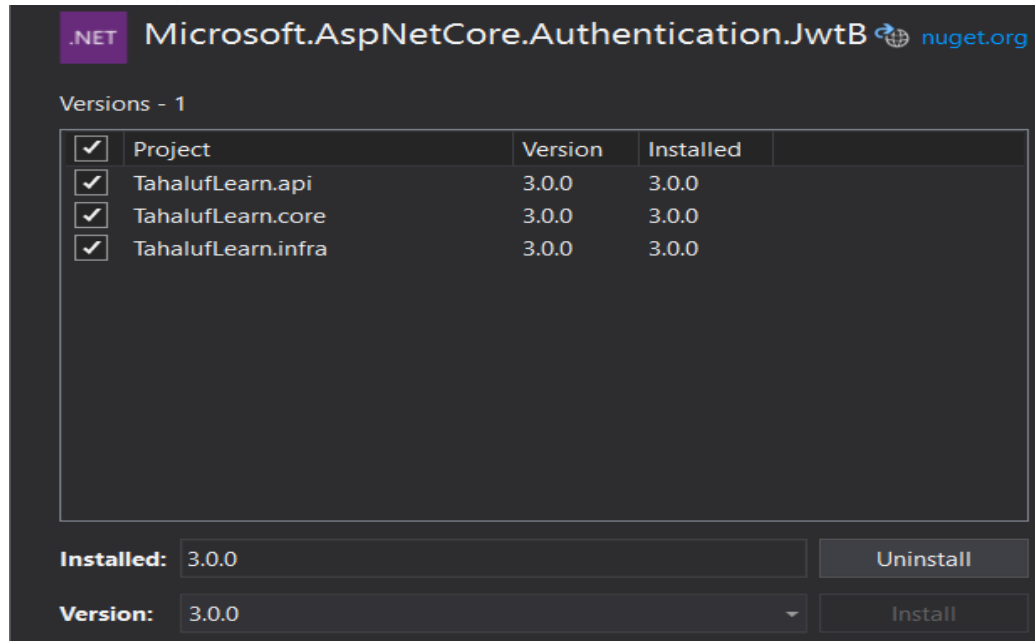 .NET Microsoft.AspNetCore.Authentication.JwtB nuget.org
Versions - 1
Project Version Installed
TahalufLearn.api 3.0.0 3.0.0
TahalufLearn.core 3.0.0 3.0.0
TahalufLearn.infra 3.0.0 3.0.0
Installed: 3.0.0 Uninstall
Version: 3.0.0 Install